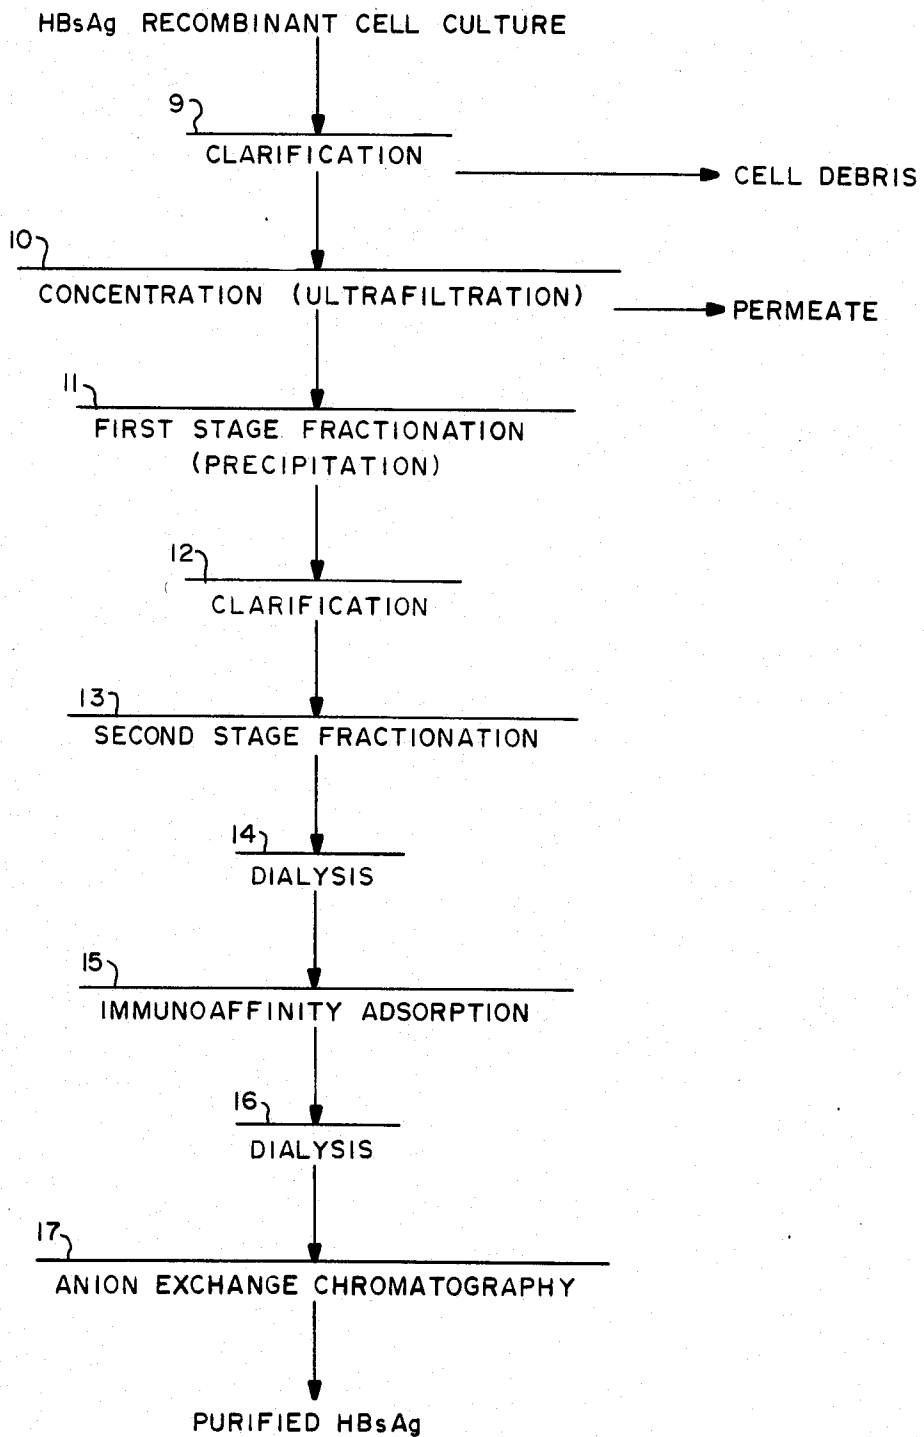 HBsAg RECOMBINANT CELL CULTURE
9
CLARIFICATION
CELL DEBRIS
10
CONCENTRATION (ULTRAFILTRATION)
PERMEATE
11
FIRST STAGE FRACTIONATION
(PRECIPITATION)
12
CLARIFICATION
13
SECOND STAGE FRACTIONATION
14
DIALYSIS
15
IMMUNOAFFINITY ADSORPTION
16
DIALYSIS
17
ANION EXCHANGE CHROMATOGRAPHY
PURIFIED HBsAg